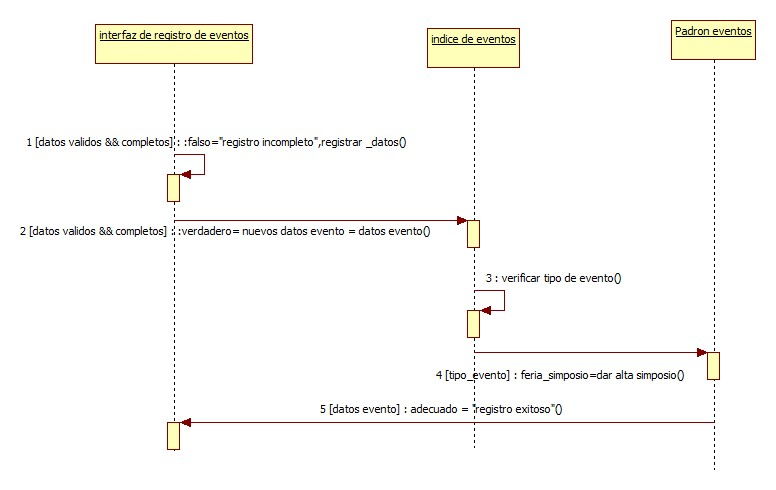 interfaz de registro de eventos
indice de eventos
Padron eventos
1 [datos validos && completos] : :falso="registro incompleto",registrar _datos()
2 [datos validos && completos] : :verdadero= nuevos datos evento = datos evento()
3 : verificar tipo de evento()
4 [tipo_evento] : feria_simposio=dar alta simposio()
5 [datos evento] : adecuado = "registro exitoso"()